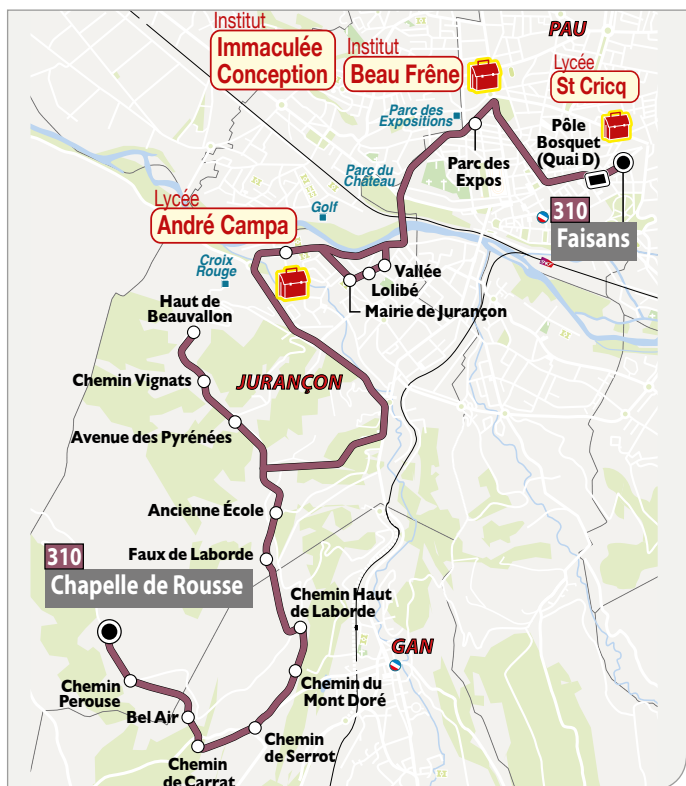 Institut
Immaculée
Conception
Institut
Beau Frêne
PAU
Lycée
St Cricq
Parc des
Expositions
Pôle
Bosquet
(Quai D)
Parc des
Expos
Parc du
Château
310
Faisans
Golf
Lycée
André Campa
Croix
Rouge
Vallée
Lolibé
Mairie de Jurançon
Haut de
Beauvallon
Chemin Vignats
JURANÇON
Avenue des Pyrénées
Ancienne École
Faux de Laborde
310
Chapelle de Rousse
Chemin Haut
de Laborde
GAN
Chemin
Perouse
Chemin du
Mont Doré
Bel Air
Chemin
de Serrot
Chemin
de Carrat